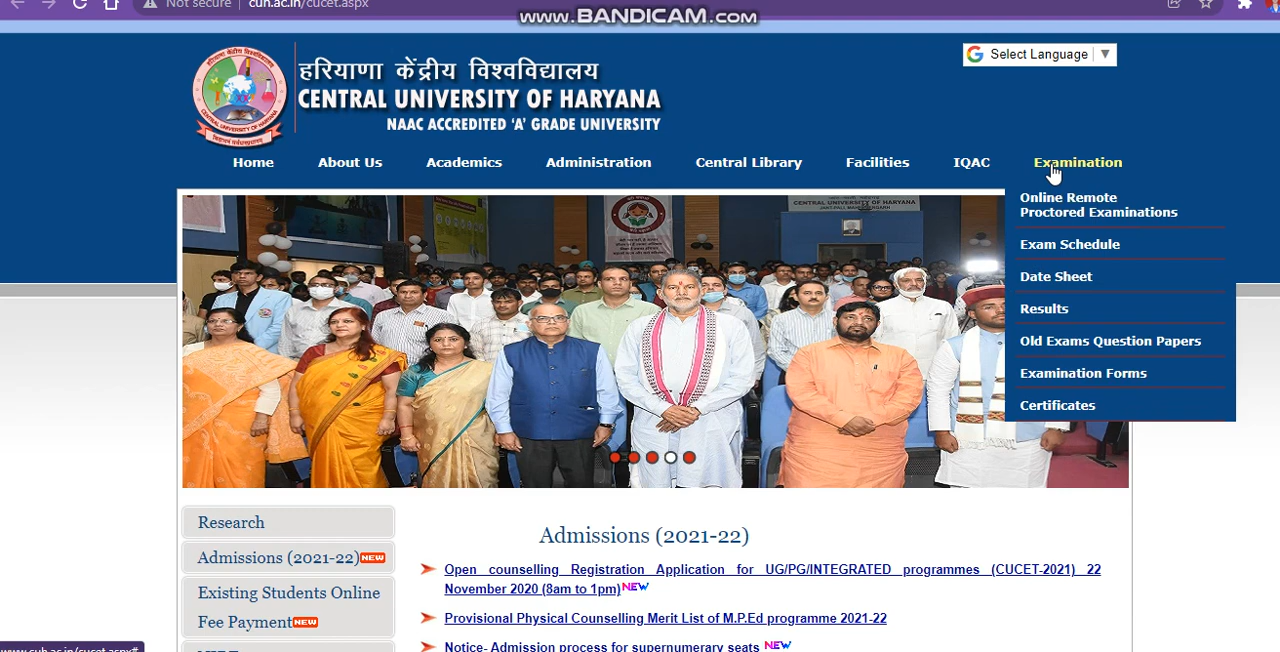 Not secure | cuh.ac.in/cucet.aspx
www.BANDICAM.com
Select Language
हरियाणा केंद्रीय विश्वविद्यालय
CENTRAL UNIVERSITY OF HARYANA
NAAC ACCREDITED ‘A’ GRADE UNIVERSITY
Home About Us Academics Administration Central Library Facilities IQAC Examination
Online Remote
Proctored Examinations
Exam Schedule
Date Sheet
Results
Old Exams Question Papers
Examination Forms
Certificates
CENTRAL UNIVERSITY OF HARYANA
Research
Admissions (2021-22) NEW
Existing Students Online
Fee Payment NEW
Admissions (2021-22)
Open counselling Registration Application for UG/PG/INTEGRATED programmes (CUCET-2021) 22
November 2020 (8am to 1pm) NEW
Provisional Physical Counselling Merit List of M.P.Ed programme 2021-22
Notice- Admission process for supernumerary seats NEW
www.cuh.ac.in/cucet.aspx#